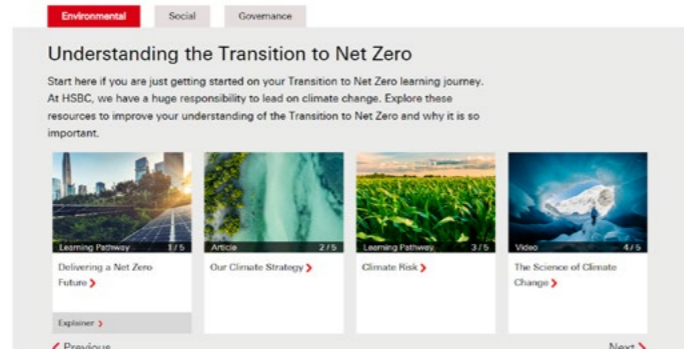 Environmental
Social
Governance
Understanding the Transition to Net Zero
Start here if you are just getting started on your Transition to Net Zero learning journey.
At HSBC, we have a huge responsibility to lead on climate change. Explore these
resources to improve your understanding of the Transition to Net Zero and why it is so
important.
Learning Pathway 1/5
Article 2/5
Learning Pathway 3/5
Video 4/5
Delivering a Net Zero
Future
Our Climate Strategy
Climate Risk
The Science of Climate
Change
Explainer
Previous
Next